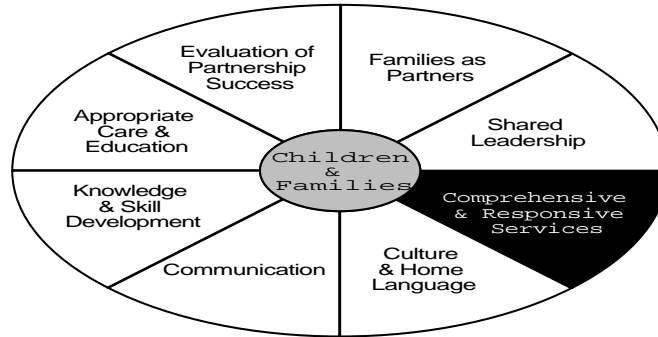 Evaluation of
Partnership
Success
Families as
Partners
Appropriate
Care &
Education
Shared
Leadership
Children
&
Families
Knowledge
& Skill
Development
Comprehensive
& Responsive
Services
Communication
Culture
& Home
Language